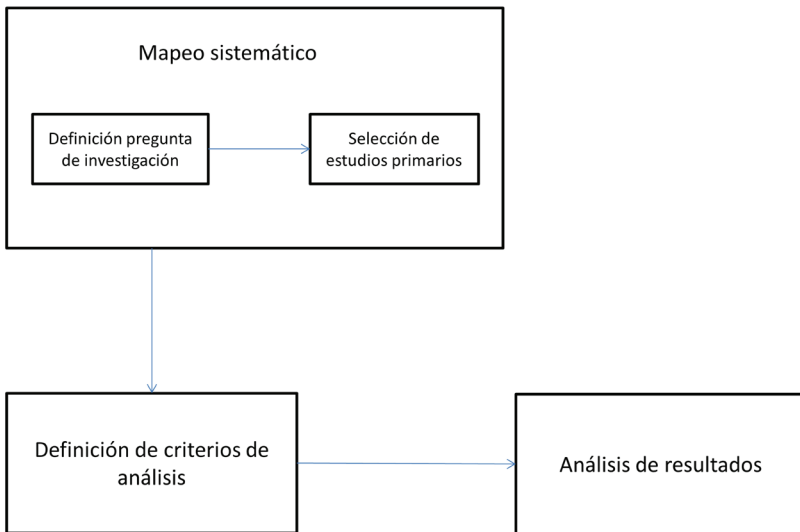 Mapeo sistemático
Definición pregunta
de investigación
Selección de
estudios primarios
Definición de criterios de
análisis
Análisis de resultados